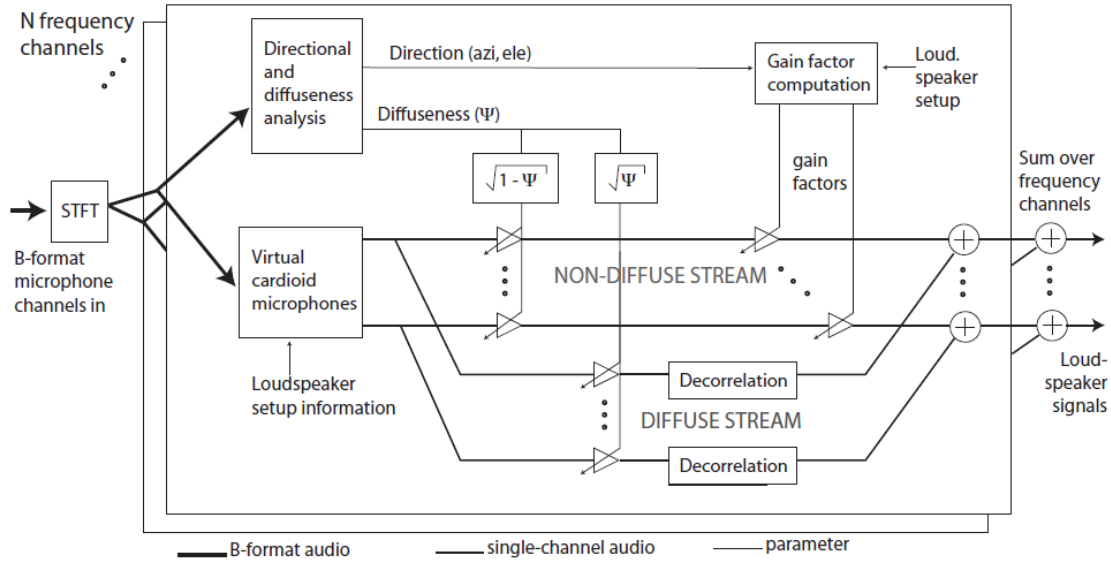 N frequency
channels
Directional
and
diffuseness
analysis
Direction (azi, ele)
Diffuseness (Ψ)
Gain factor
computation
Loud.
speaker
setup
√1 - Ψ
√Ψ
gain
factors
Sum over
frequency
channels
STFT
B-format
microphone
channels in
Virtual
cardioid
microphones
NON-DIFFUSE STREAM
+
+
+
+
Loudspeaker
setup information
Decorrelation
DIFFUSE STREAM
Decorrelation
Loud-
speaker
signals
B-format audio
single-channel audio
parameter